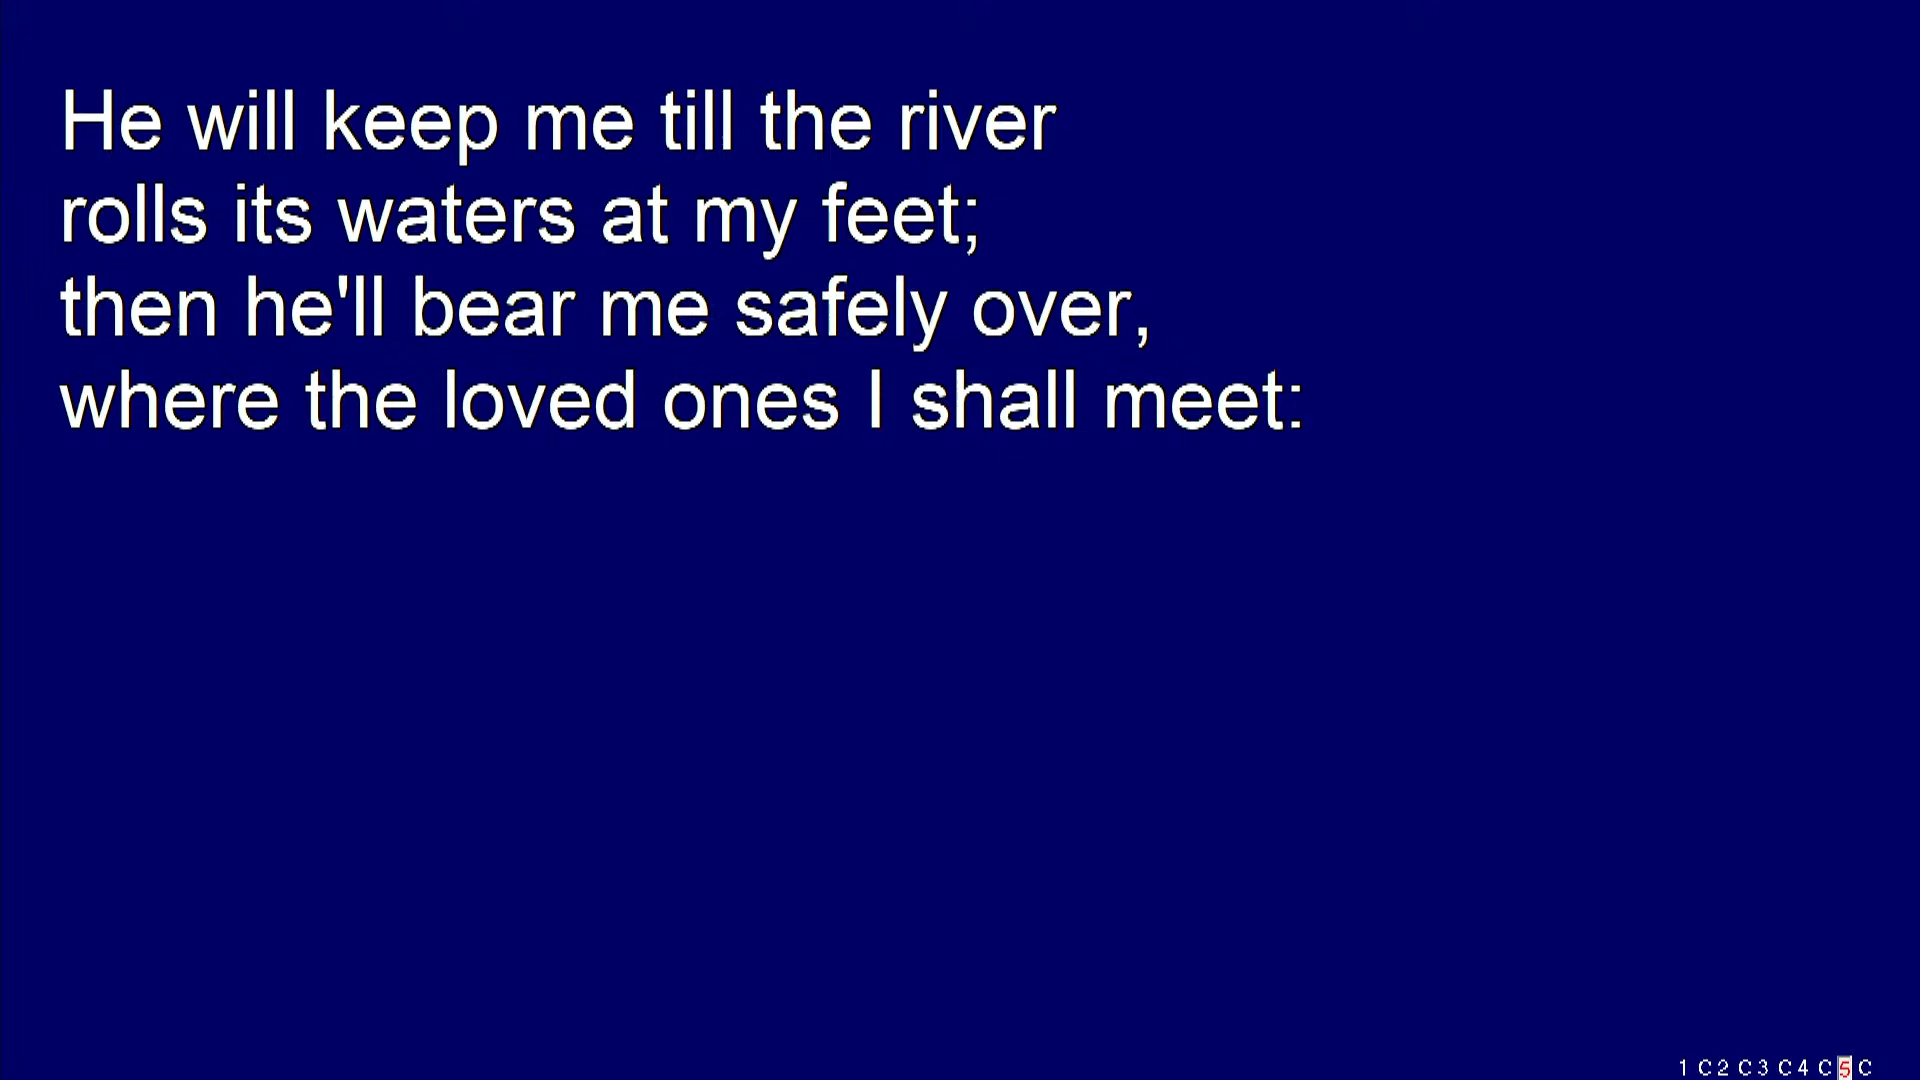 He will keep me till the river
rolls its waters at my feet;
then he'll bear me safely over,
where the loved ones I shall meet:
1 C 2 C 3 C 4 C 5 C